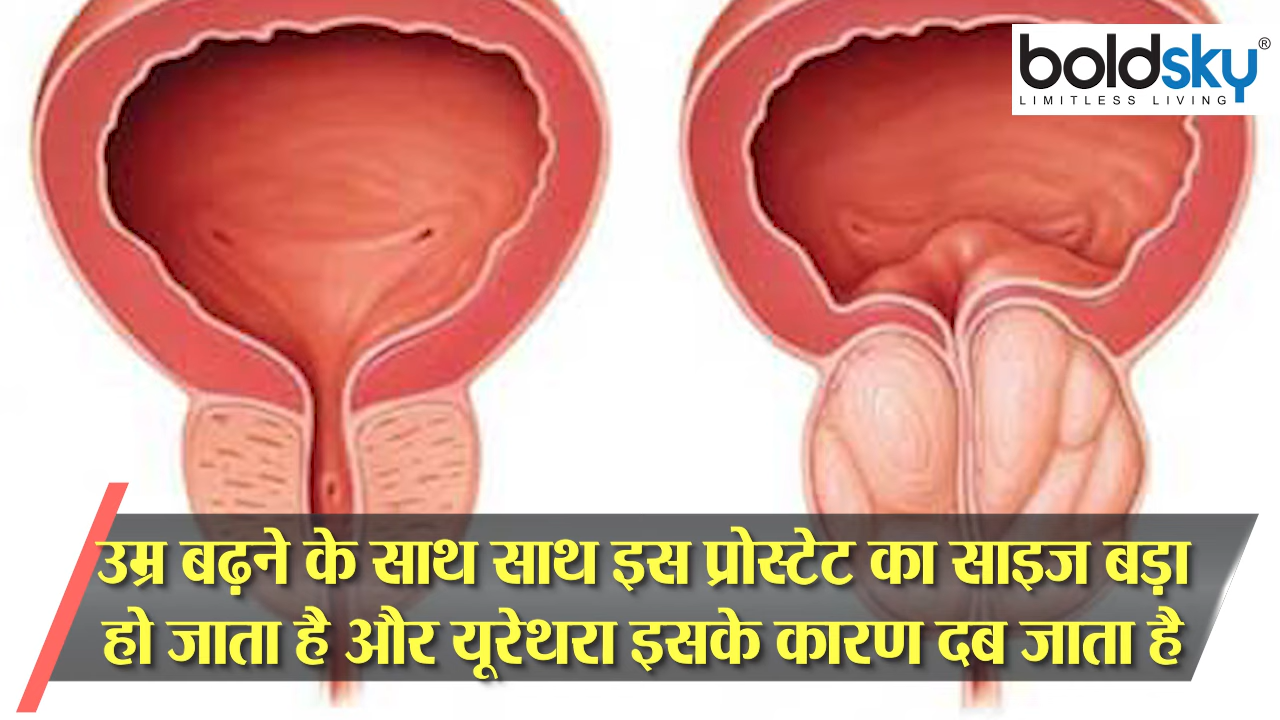 boldsky®
LIMITLESS LIVING
उम्र बढ़ने के साथ साथ इस प्रोस्टेट का साइज बड़ा
हो जाता है और यूरेथरा इसके कारण दब जाता है